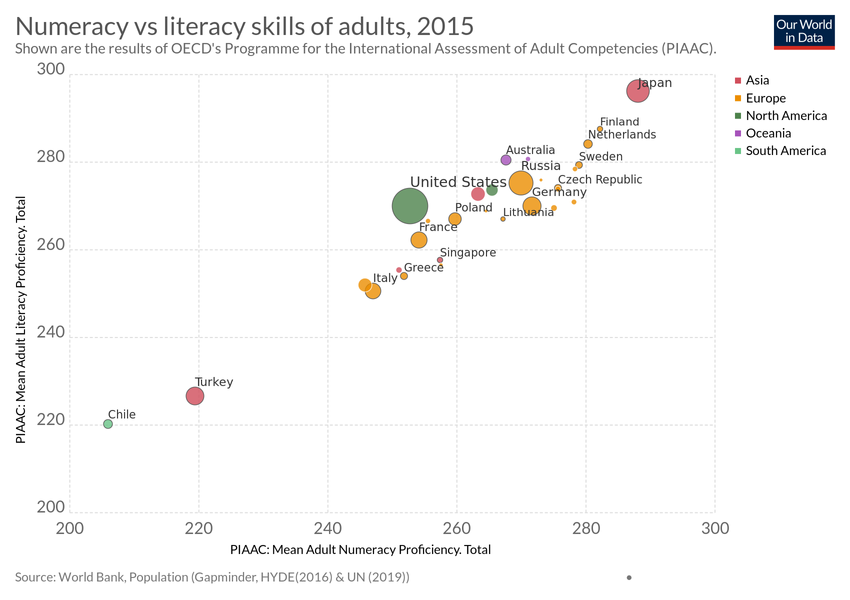 Numeracy vs literacy skills of adults, 2015
Shown are the results of OECD's Programme for the International Assessment of Adult Competencies (PIAAC).
Our World
in Data
300
280
260
240
220
200
200
220
240
260
280
300
PIAAC: Mean Adult Literacy Proficiency. Total
PIAAC: Mean Adult Numeracy Proficiency. Total
Japan
Finland
Netherlands
Australia
Sweden
Russia
United States
Czech Republic
Germany
Poland
Lithuania
France
Singapore
Greece
Italy
Turkey
Chile
Asia
Europe
North America
Oceania
South America
Source: World Bank, Population (Gapminder, HYDE(2016) & UN (2019))